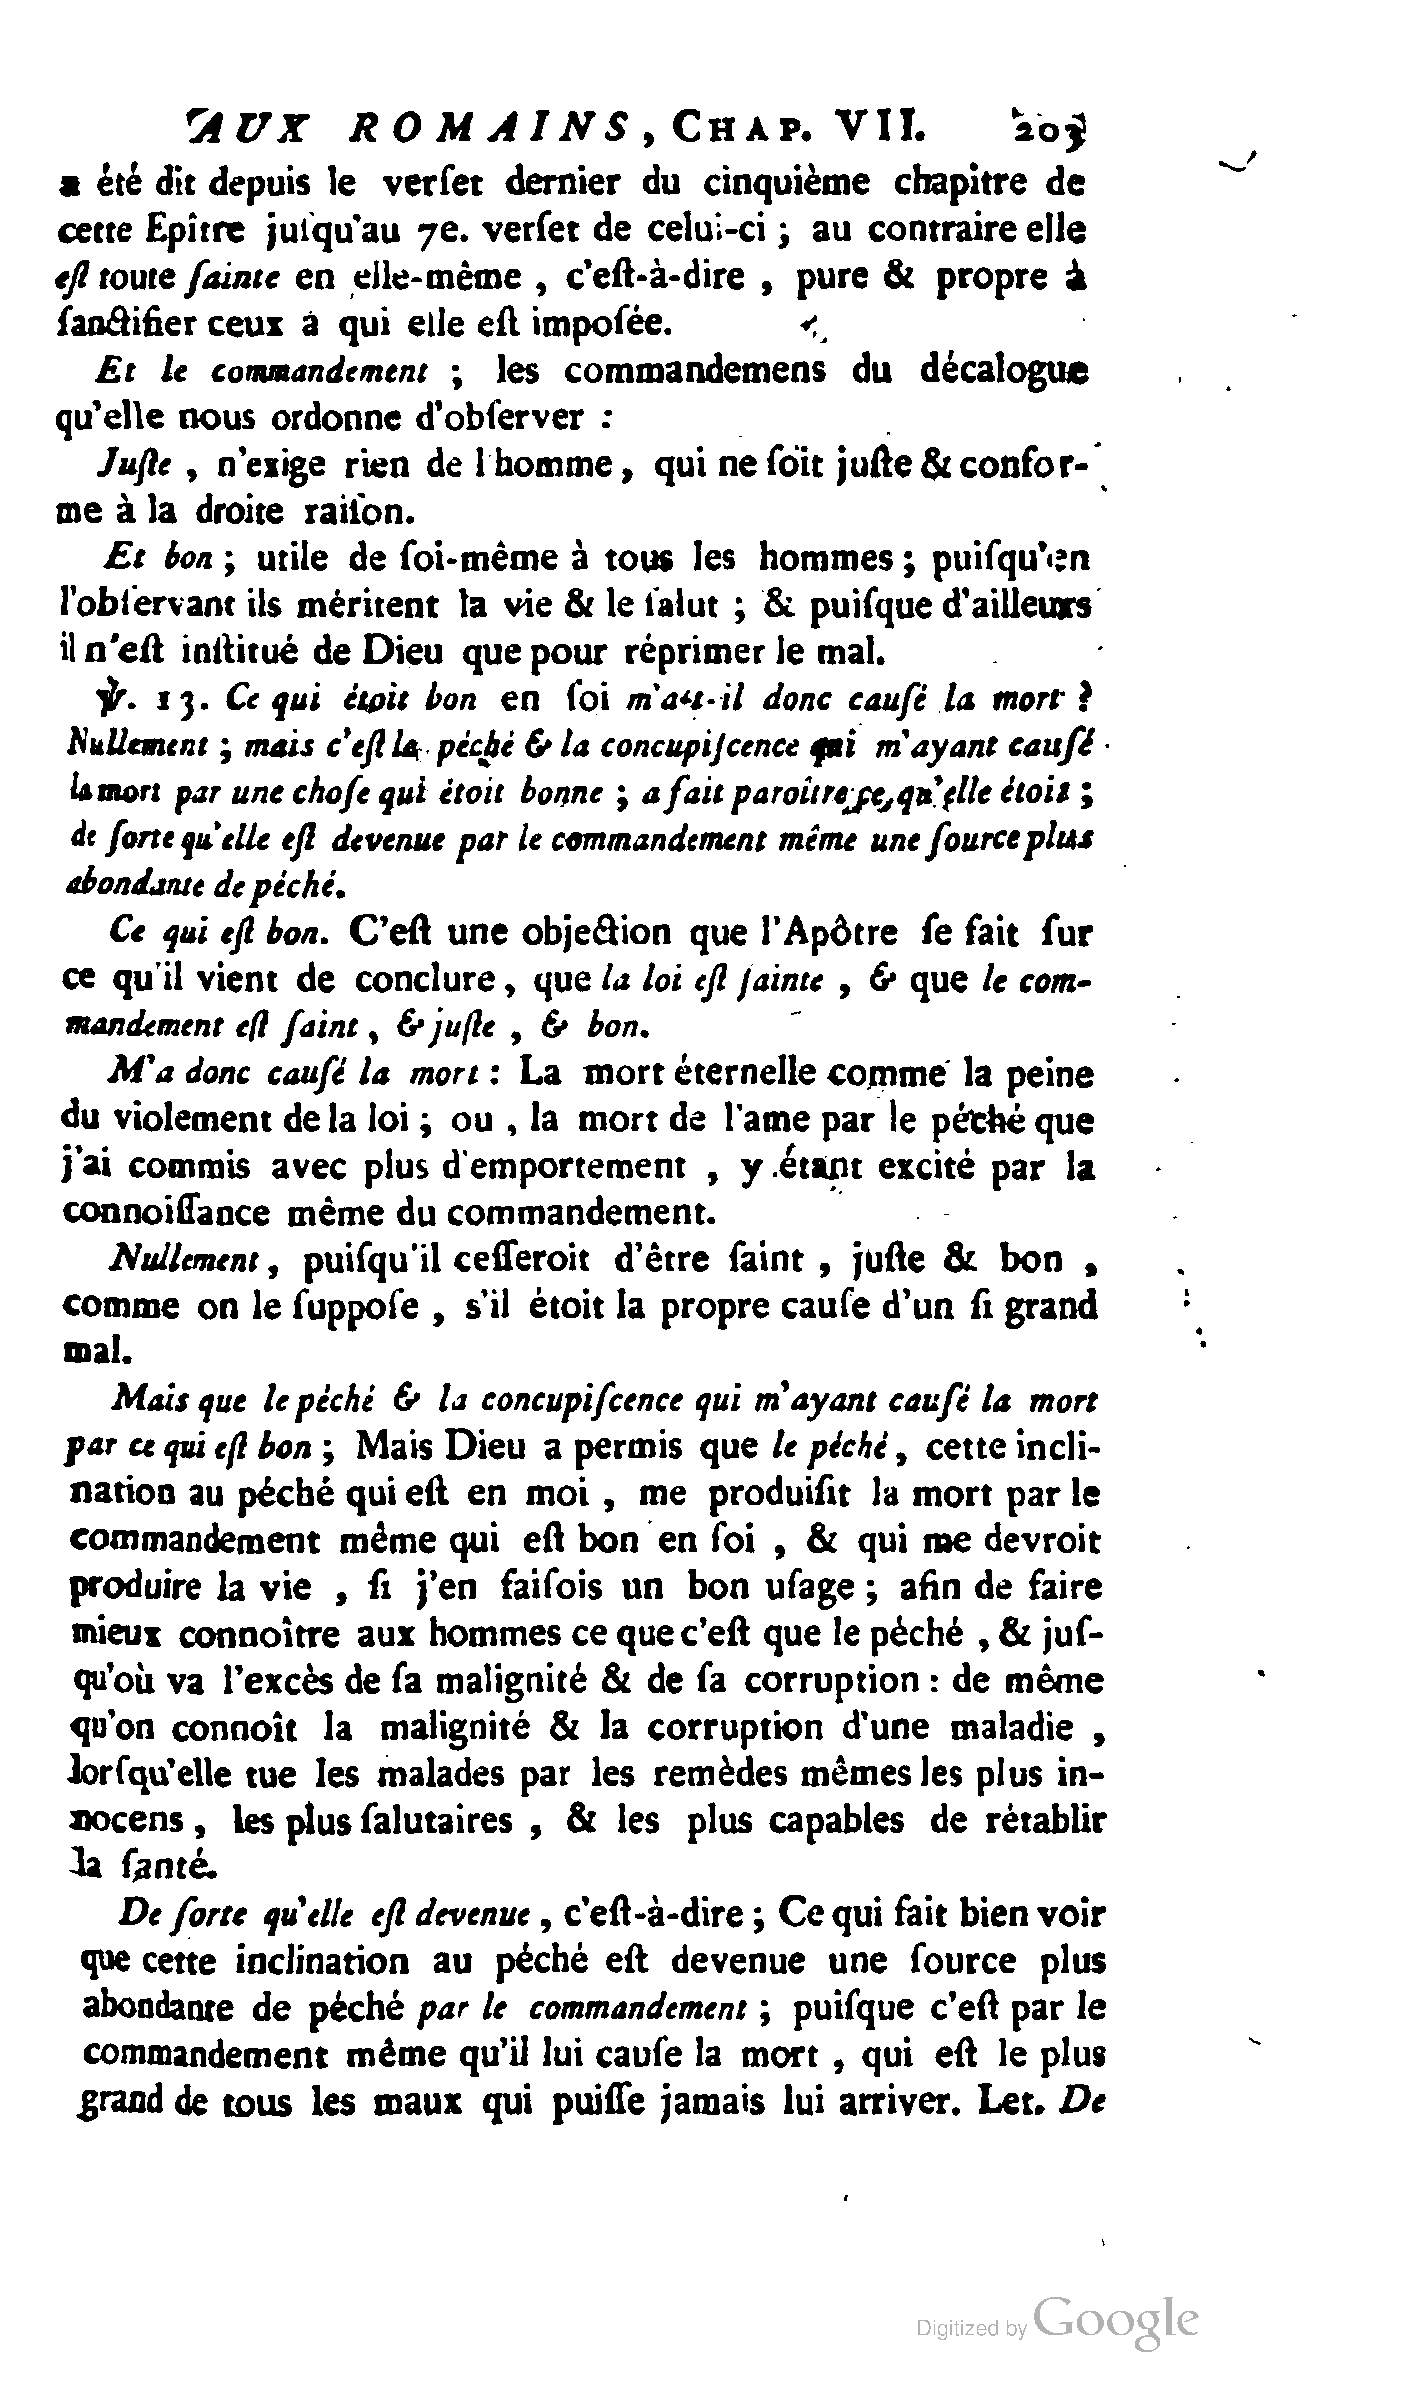 AUX ROMAINS, CHAP. VII. 203
a été dit depuis le verſet dernier du cinquième chapitre de
cette Epître juſqu'au 7e. verſet de celui-ci ; au contraire elle
eſt toute ſainte en elle-même , c'eſt-à-dire , pure & propre à
ſanctifier ceux à qui elle eſt impoſée.
Et le commandement ; les commandemens du décalogue
qu'elle nous ordonne d'obſerver :
Juſte , n'exige rien de l'homme, qui ne ſoit juſte & confor-
me à la droite raiſon.
Et bon ; utile de ſoi-même à tous les hommes ; puiſqu'en
l'obſervant ils méritent la vie & le ſalut ; & puiſque d'ailleurs
il n'eſt inſtitué de Dieu que pour réprimer le mal.
℣. 13. Ce qui étoit bon en ſoi m'a-t-il donc cauſé la mort ?
Nullement ; mais c'eſt le péché & la concupiſcence qui m'ayant cauſé
la mort par une choſe qui étoit bonne ; a fait paroître ce qu'elle étoit ;
de ſorte qu'elle eſt devenue par le commandement même une ſource plus
abondante de péché.
Ce qui eſt bon. C'eſt une objection que l'Apôtre ſe fait ſur
ce qu'il vient de conclure, que la loi eſt ſainte , & que le com-
mandement eſt ſaint, & juſte , & bon.
M'a donc cauſé la mort : La mort éternelle comme la peine
du violement de la loi ; ou , la mort de l'ame par le péché que
j'ai commis avec plus d'emportement , y étant excité par la
connoiſſance même du commandement.
Nullement, puiſqu'il ceſſeroit d'être ſaint , juſte & bon ,
comme on le ſuppoſe , s'il étoit la propre cauſe d'un ſi grand
mal.
Mais que le péché & la concupiſcence qui m'ayant cauſé la mort
par ce qui eſt bon ; Mais Dieu a permis que le péché, cette incli-
nation au péché qui eſt en moi , me produiſit la mort par le
commandement même qui eſt bon en ſoi , & qui me devroit
produire la vie , ſi j'en faiſois un bon uſage ; afin de faire
mieux connoître aux hommes ce que c'eſt que le péché , & juſ-
qu'où va l'excès de ſa malignité & de ſa corruption : de même
qu'on connoît la malignité & la corruption d'une maladie ,
lorſqu'elle tue les malades par les remèdes mêmes les plus in-
nocens, les plus ſalutaires , & les plus capables de rétablir
la ſanté.
De ſorte qu'elle eſt devenue, c'eſt-à-dire ; Ce qui fait bien voir
que cette inclination au péché eſt devenue une ſource plus
abondante de péché par le commandement ; puiſque c'eſt par le
commandement même qu'il lui cauſe la mort , qui eſt le plus
grand de tous les maux qui puiſſe jamais lui arriver. Let. De
Digitized by Google